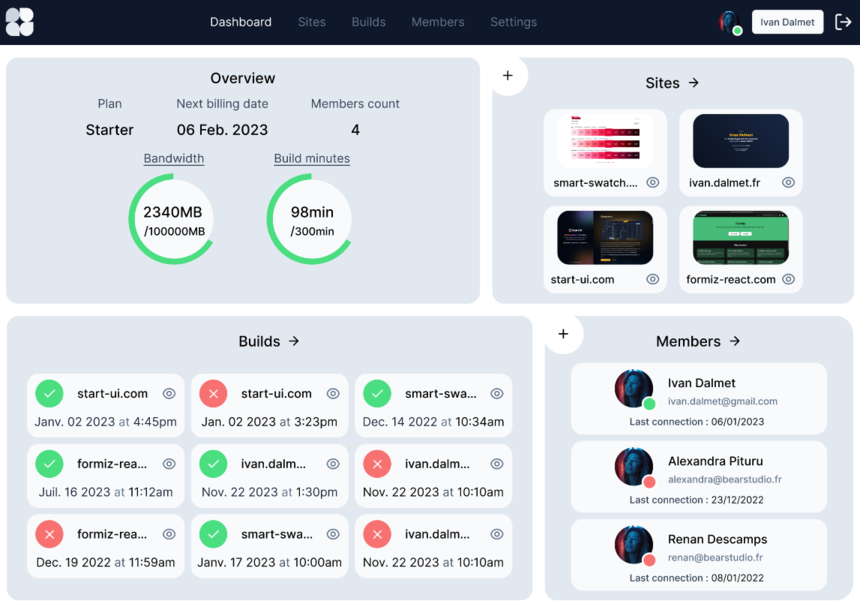 Dashboard
Sites
Builds
Members
Settings
Ivan Dalmet
Overview
Plan
Next billing date
Members count
Starter
06 Feb. 2023
4
Bandwidth
Build minutes
2340MB
/100000MB
98min
/300min
+
Sites →
smart-swatch....
ivan.dalmet.fr
start-ui.com
formiz-react.com
Builds →
start-ui.com
Janv. 02 2023 at 4:45pm
start-ui.com
Jan. 02 2023 at 3:23pm
smart-swa...
Dec. 14 2022 at 10:34am
formiz-rea...
Juil. 16 2023 at 11:12am
ivan.dalm...
Nov. 22 2023 at 1:30pm
ivan.dalm...
Nov. 22 2023 at 10:10am
formiz-rea...
Dec. 19 2022 at 11:59am
smart-swa...
Janv. 17 2023 at 10:00am
ivan.dalm...
Nov. 22 2023 at 10:10am
+
Members →
Ivan Dalmet
ivan.dalmet@gmail.com
Last connection : 06/01/2023
Alexandra Pituru
alexandra@bearstudio.fr
Last connection : 23/12/2022
Renan Descamps
renan@bearstudio.fr
Last connection : 08/01/2022